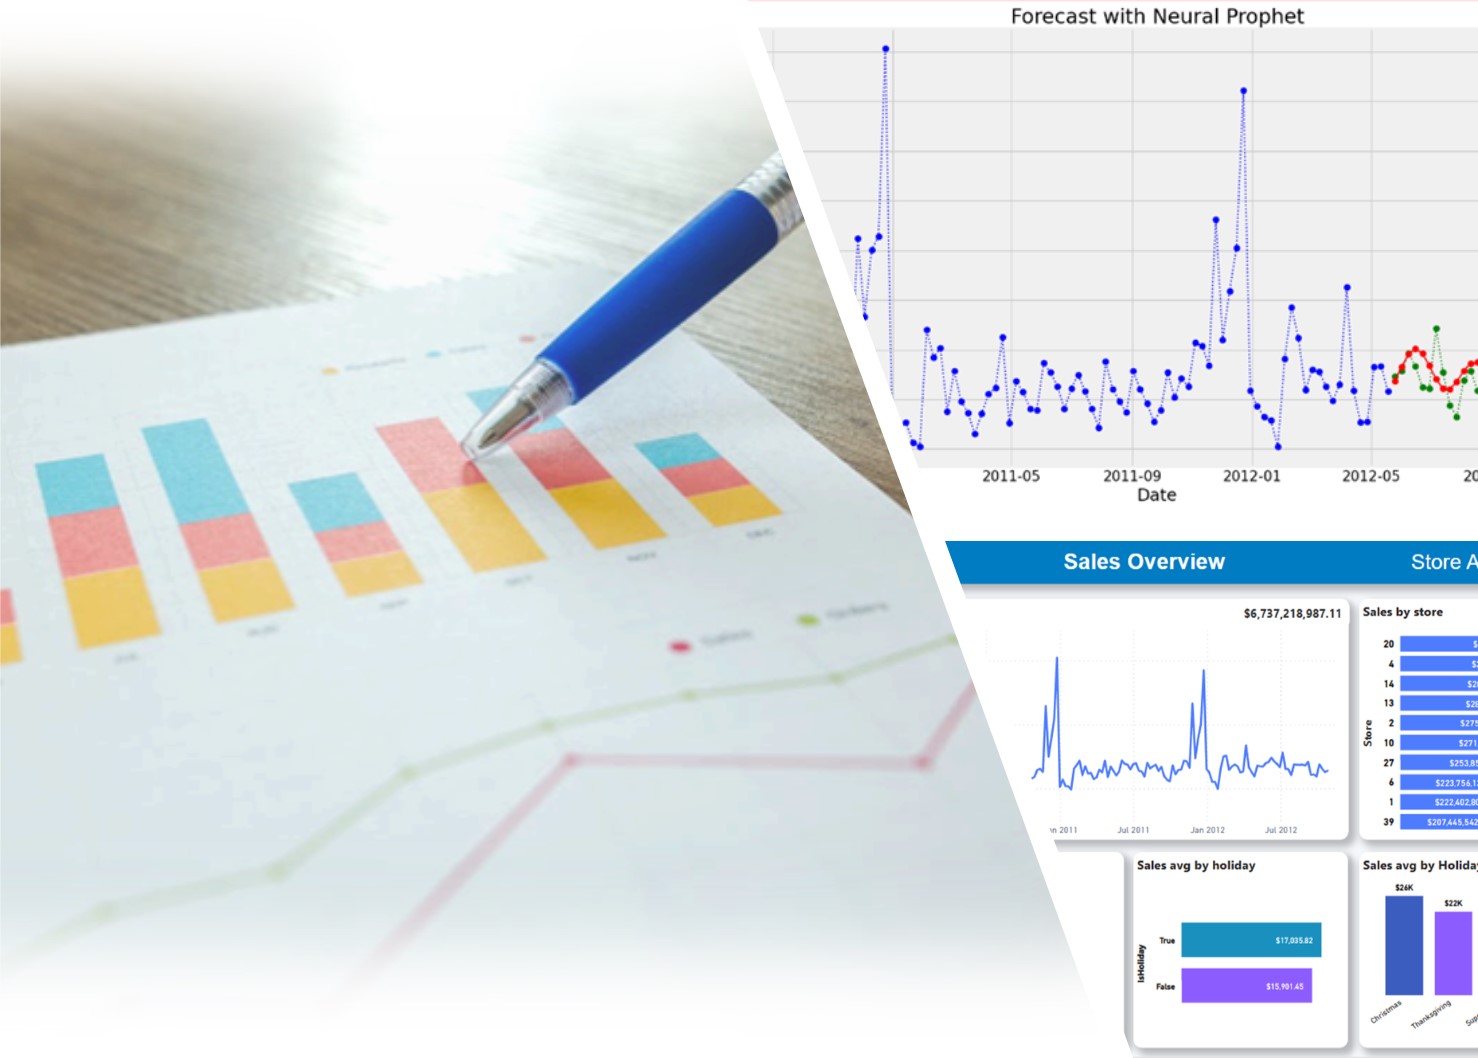 Forecast with Neural Prophet
2011-05 2011-09 2012-01 2012-05 20
Date
Sales Overview
Store A
$6,737,218,987.11
Jul 2011 Jan 2012 Jul 2012
Sales by store
Store
20
4
14
13
2 $275
10 $271
27 $253,85
6 $223,756,1
1 $222,402,80
39 $207,445,542
Sales avg by holiday
IsHoliday
True $17,035.82
False $15,901.45
Sales avg by Holiday
$26K
$22K
Christmas
Thanksgiving